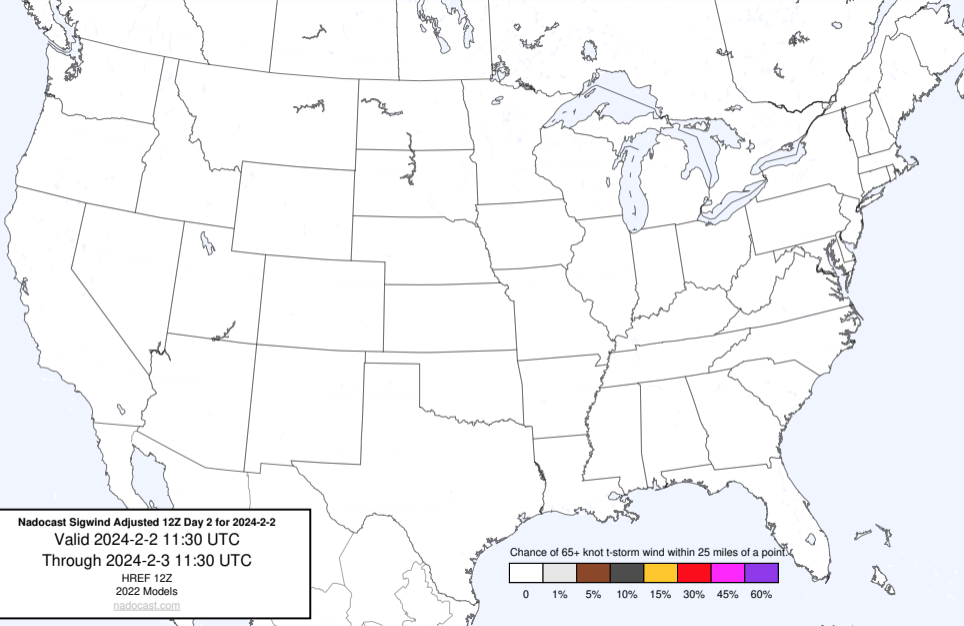 Nadocast Sigwind Adjusted 12Z Day 2 for 2024-2-2
Valid 2024-2-2 11:30 UTC
Through 2024-2-3 11:30 UTC
HREF 12Z
2022 Models
nadocast.com
Chance of 65+ knot t-storm wind within 25 miles of a point.
0 1% 5% 10% 15% 30% 45% 60%